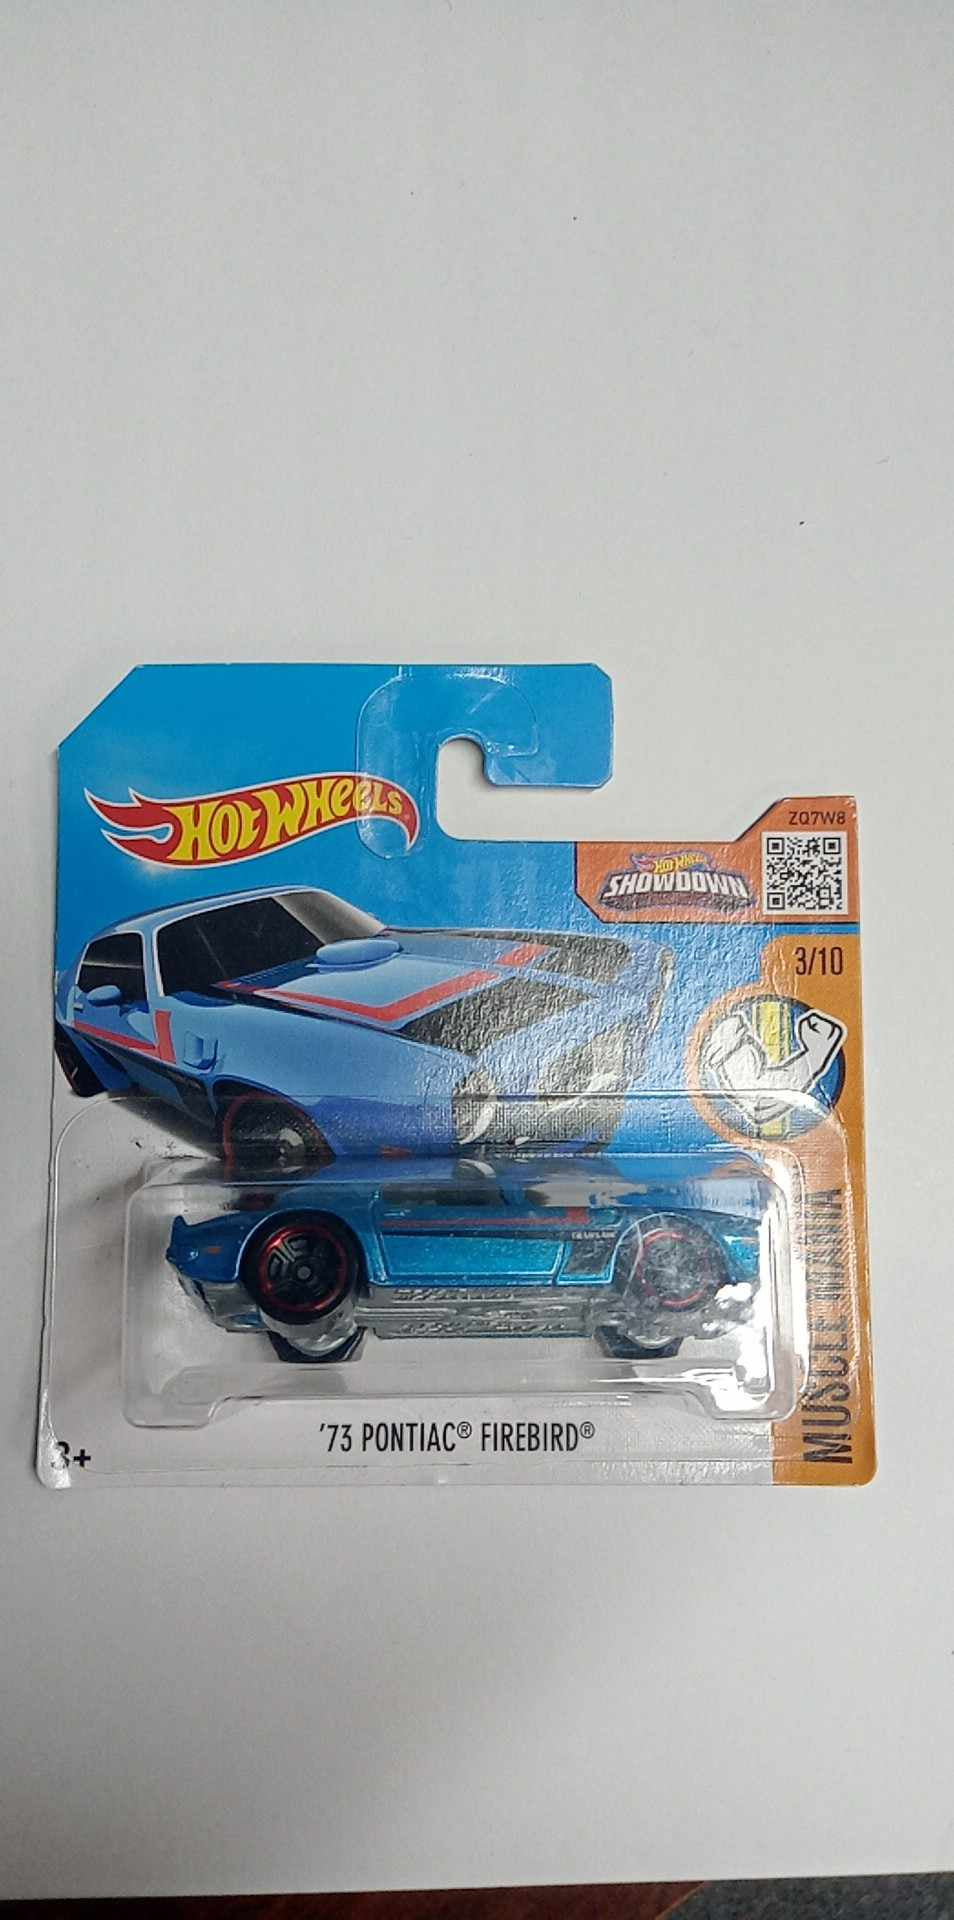 HOT WHEELS
ZQ7W8
HOT WHEELS
SHOWDOWN
3/10
MUSCLE MANIA
'73 PONTIAC® FIREBIRD®
3+